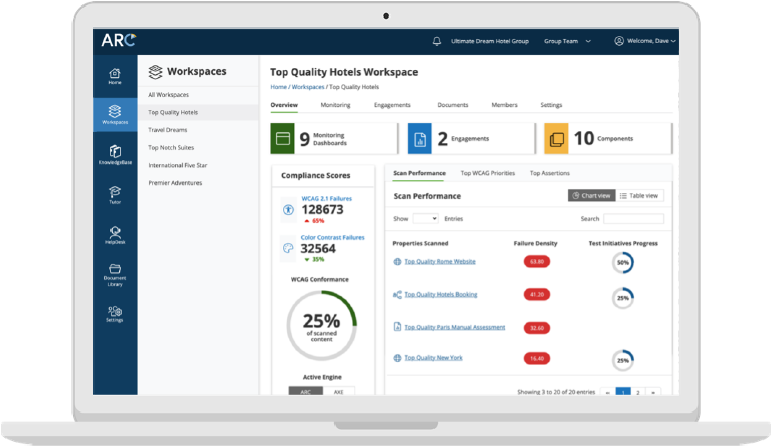 ARC
Ultimate Dream Hotel Group
Group Team
Welcome, Dave
Home
Workspaces
KnowledgeBase
Tutor
HelpDesk
Document
Library
Settings
Workspaces
All Workspaces
Top Quality Hotels
Travel Dreams
Top Notch Suites
International Five Star
Premier Adventures
Top Quality Hotels Workspace
Home / Workspaces / Top Quality Hotels
Overview Monitoring Engagements Documents Members Settings
9 Monitoring
Dashboards
2 Engagements
10 Components
Compliance Scores
WCAG 2.1 Failures
128673
65%
Color Contrast Failures
32564
35%
WCAG Conformance
25%
of scanned
content
Active Engine
ARC AXE
Scan Performance Top WCAG Priorities Top Assertions
Scan Performance
Chart view Table view
Show Entries Search
Properties Scanned Failure Density Test Initiatives Progress
Top Quality Rome Website 63.80 50%
Top Quality Hotels Booking 41.20 25%
Top Quality Paris Manual Assessment 32.60
Top Quality New York 16.40 25%
Showing 3 to 20 of 20 entries « 1 2 »